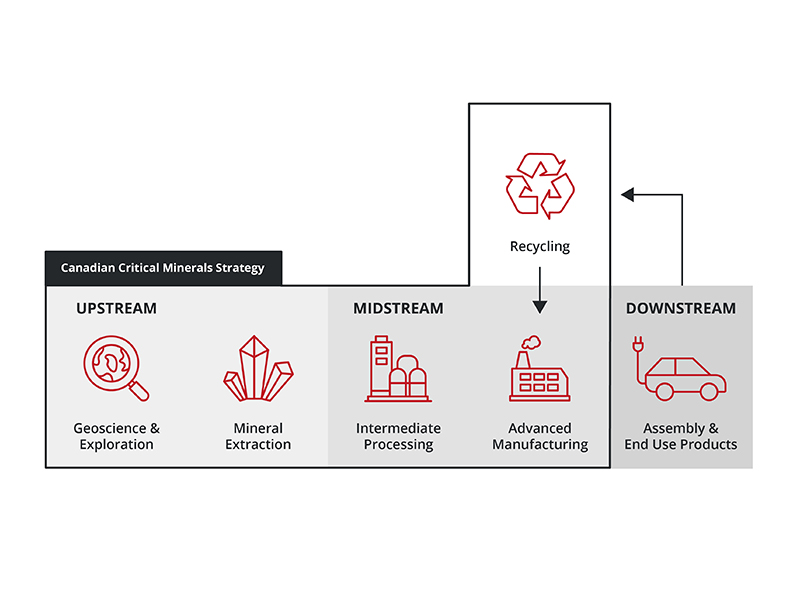 Recycling
Canadian Critical Minerals Strategy
UPSTREAM
MIDSTREAM
DOWNSTREAM
Geoscience &
Exploration
Mineral
Extraction
Intermediate
Processing
Advanced
Manufacturing
Assembly &
End Use Products